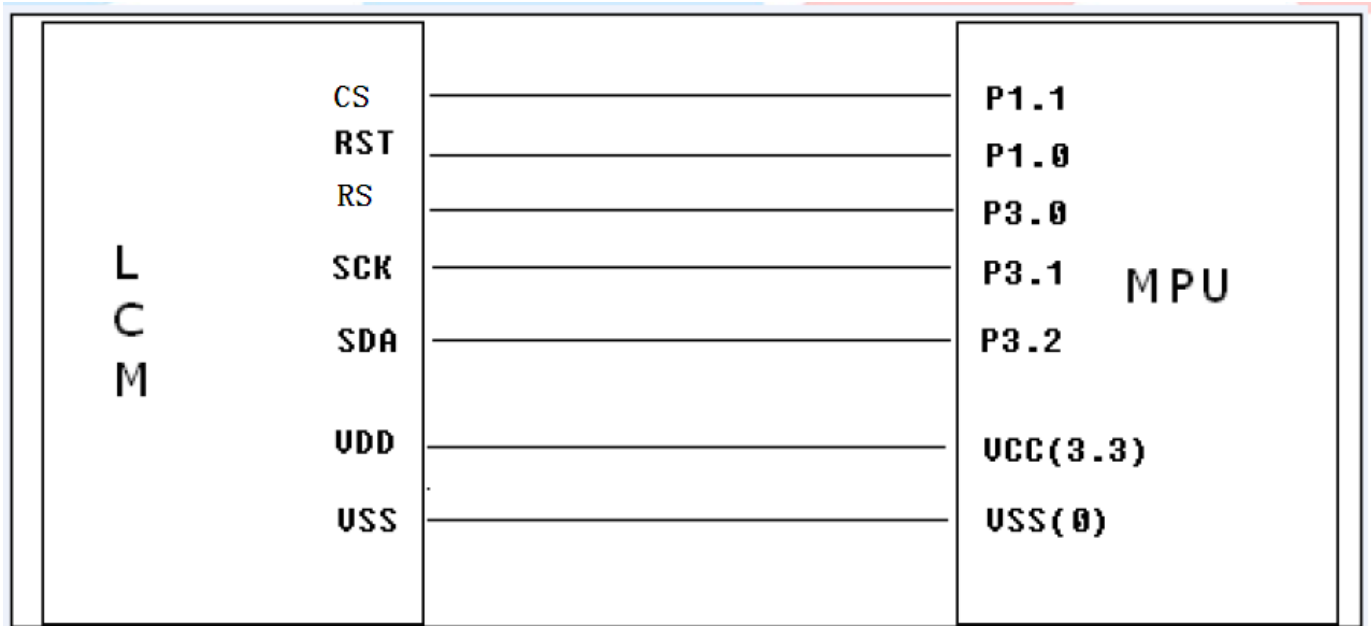 CS P1.1
RST P1.0
RS P3.0
SCK P3.1
LCM MPU
SDA P3.2
VDD VCC(3.3)
VSS VSS(0)